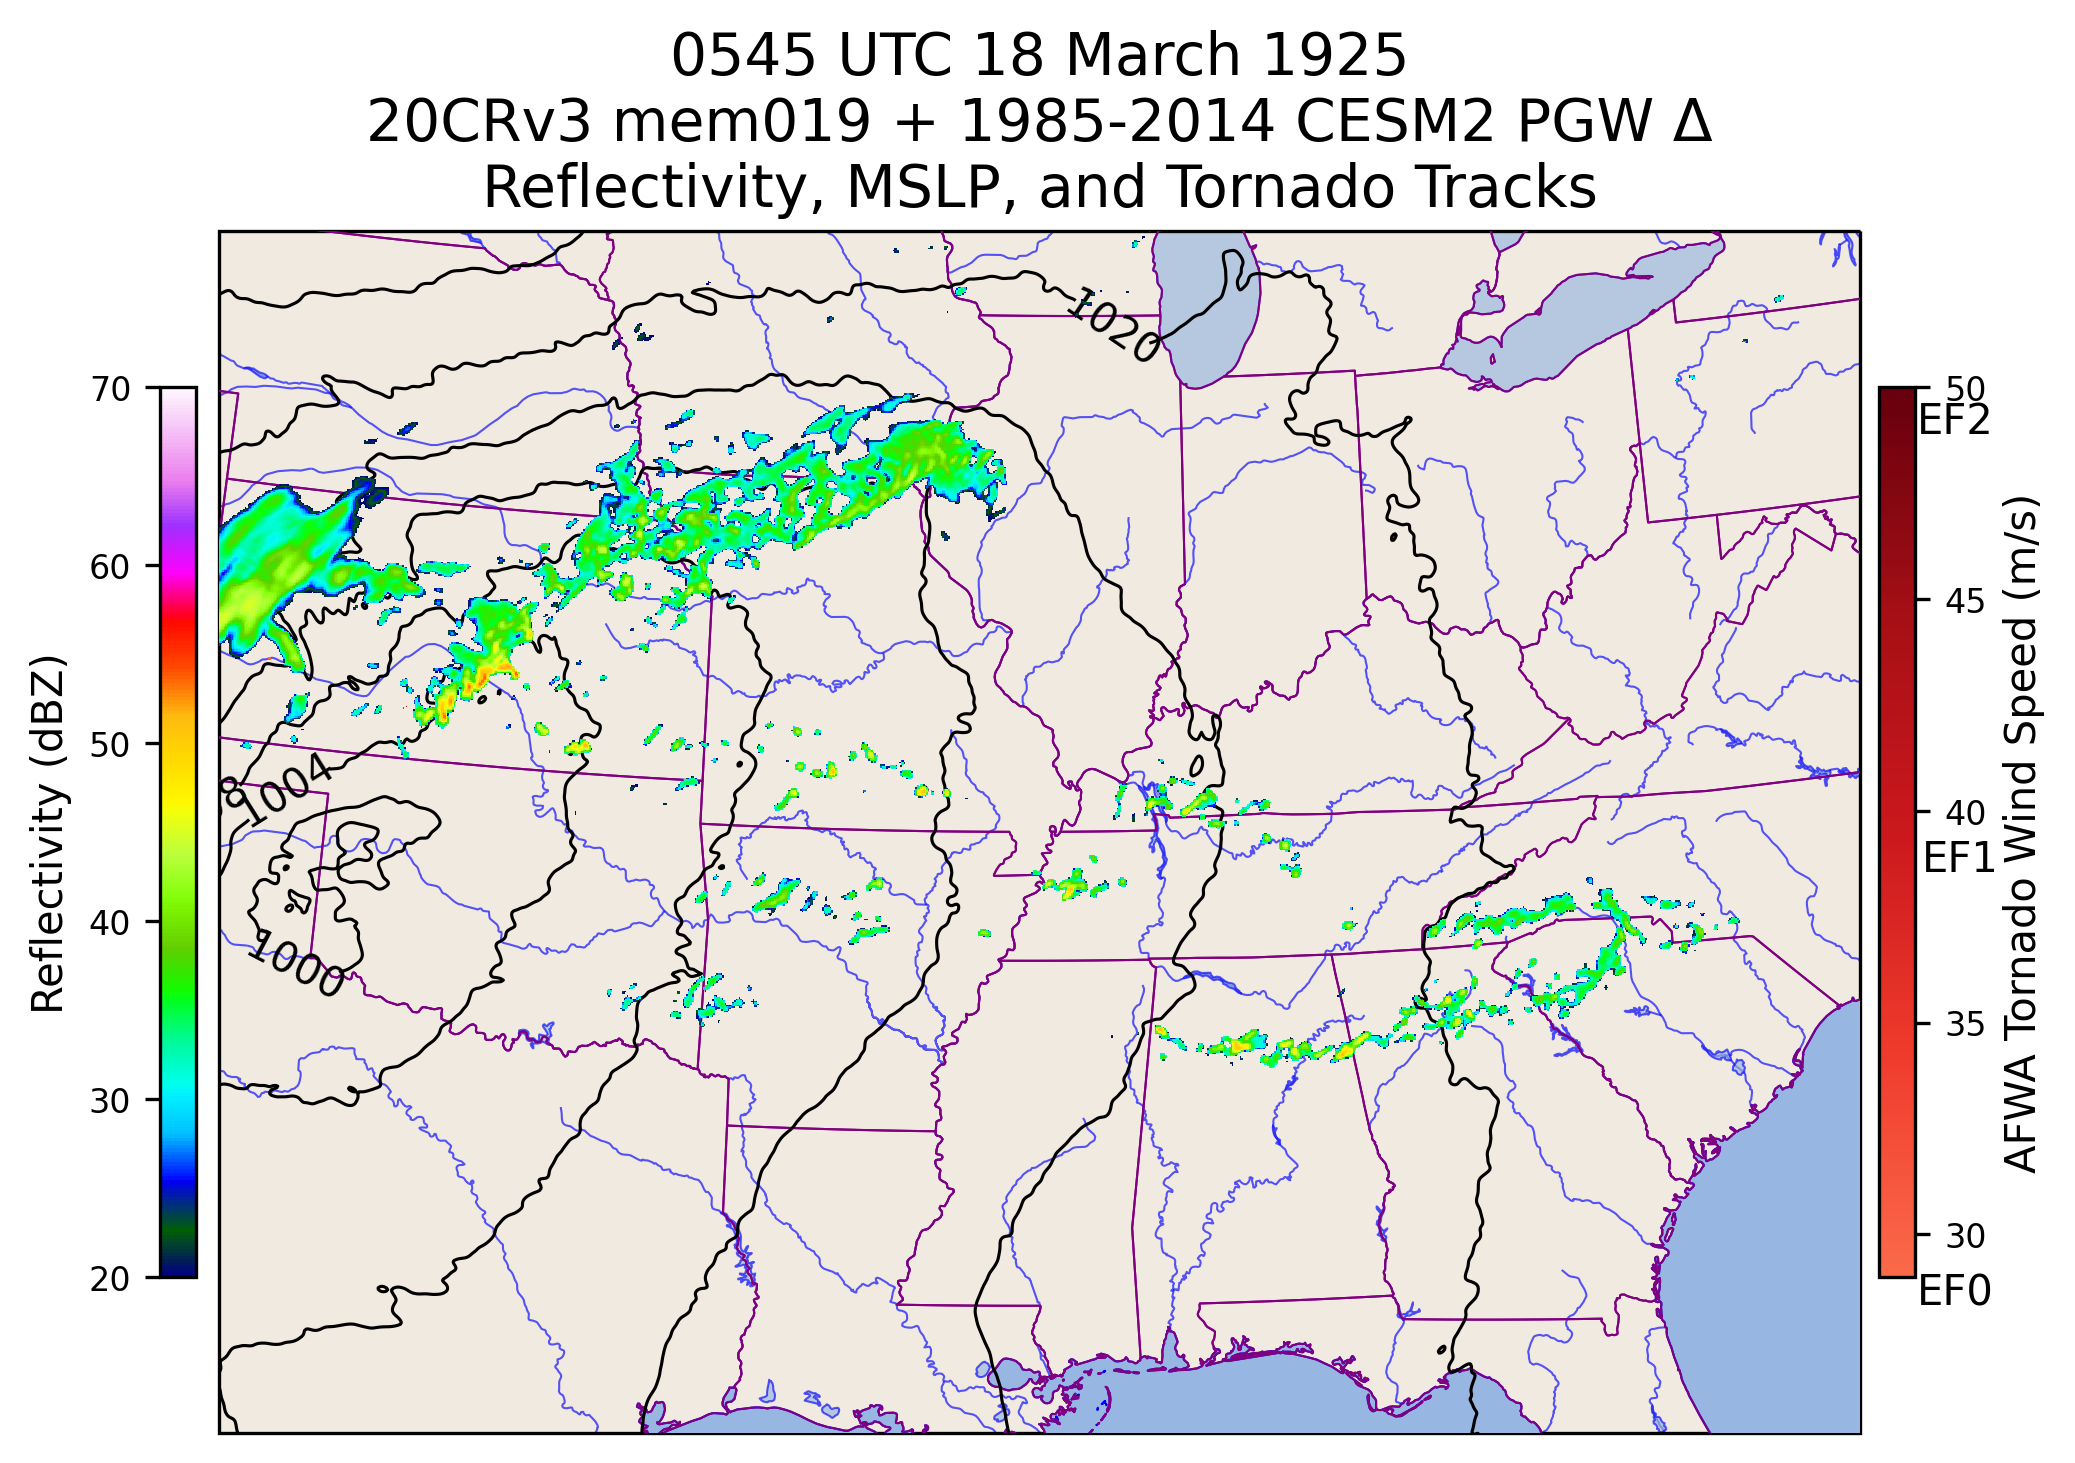 0545 UTC 18 March 1925
20CRv3 mem019 + 1985-2014 CESM2 PGW Δ
Reflectivity, MSLP, and Tornado Tracks
1020
1004
1000
70
60
50
40
30
20
Reflectivity (dBZ)
50
EF2
45
40
EF1
35
30
EF0
AFWA Tornado Wind Speed (m/s)